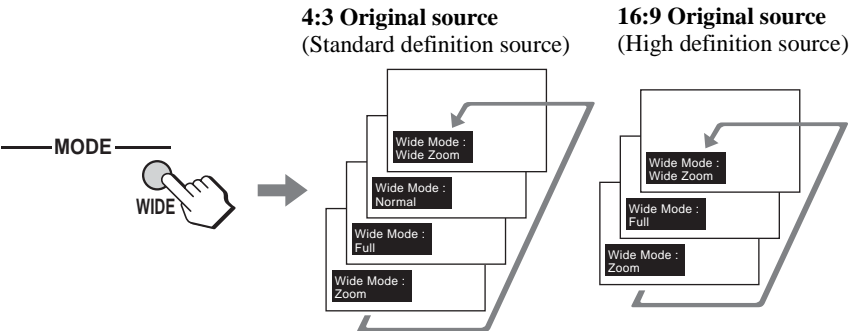 4:3 Original source
(Standard definition source)
16:9 Original source
(High definition source)
MODE
WIDE
Wide Mode :
Wide Zoom
Wide Mode :
Normal
Wide Mode :
Full
Wide Mode :
Zoom
Wide Mode :
Wide Zoom
Wide Mode :
Full
Wide Mode :
Zoom